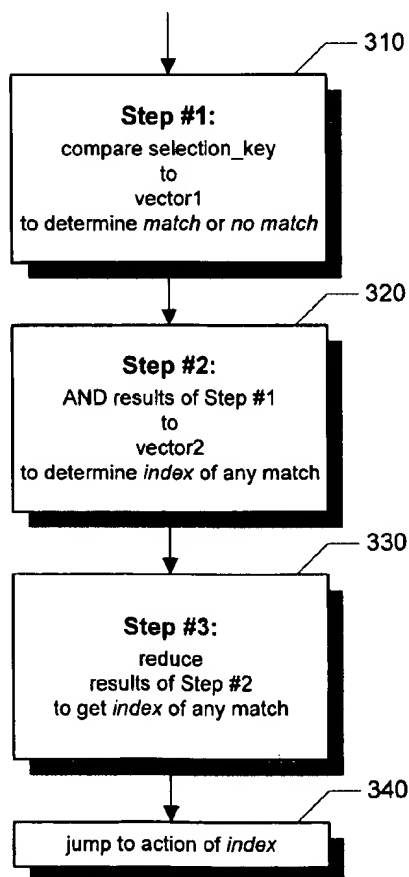 310
Step #1:
compare selection_key
to
vector1
to determine match or no match
320
Step #2:
AND results of Step #1
to
vector2
to determine index of any match
330
Step #3:
reduce
results of Step #2
to get index of any match
340
jump to action of index